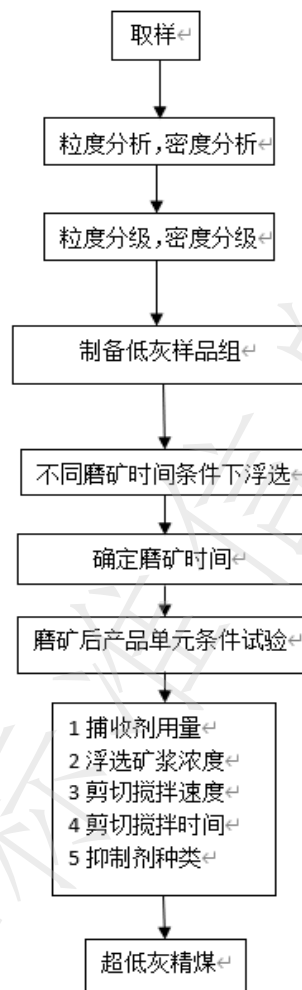 取样
粒度分析,密度分析
粒度分级,密度分级
制备低灰样品组
不同磨矿时间条件下浮选
确定磨矿时间
磨矿后产品单元条件试验
1 捕收剂用量
2 浮选矿浆浓度
3 剪切搅拌速度
4 剪切搅拌时间
5 抑制剂种类
超低灰精煤